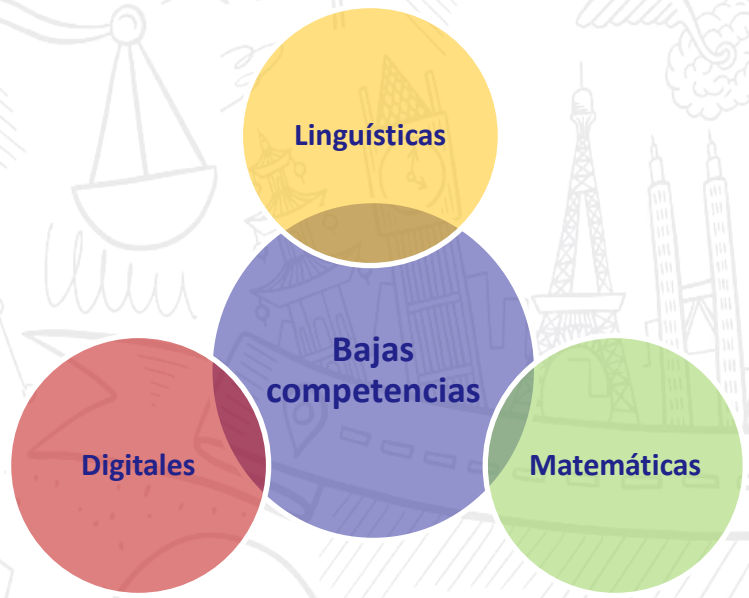 Linguísticas
Bajas
competencias
Digitales
Matemáticas